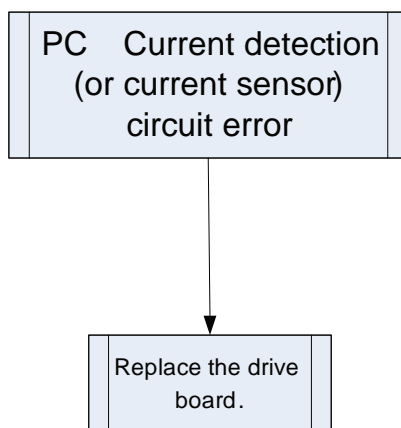 PC Current detection
(or current sensor)
circuit error
Replace the drive
board.